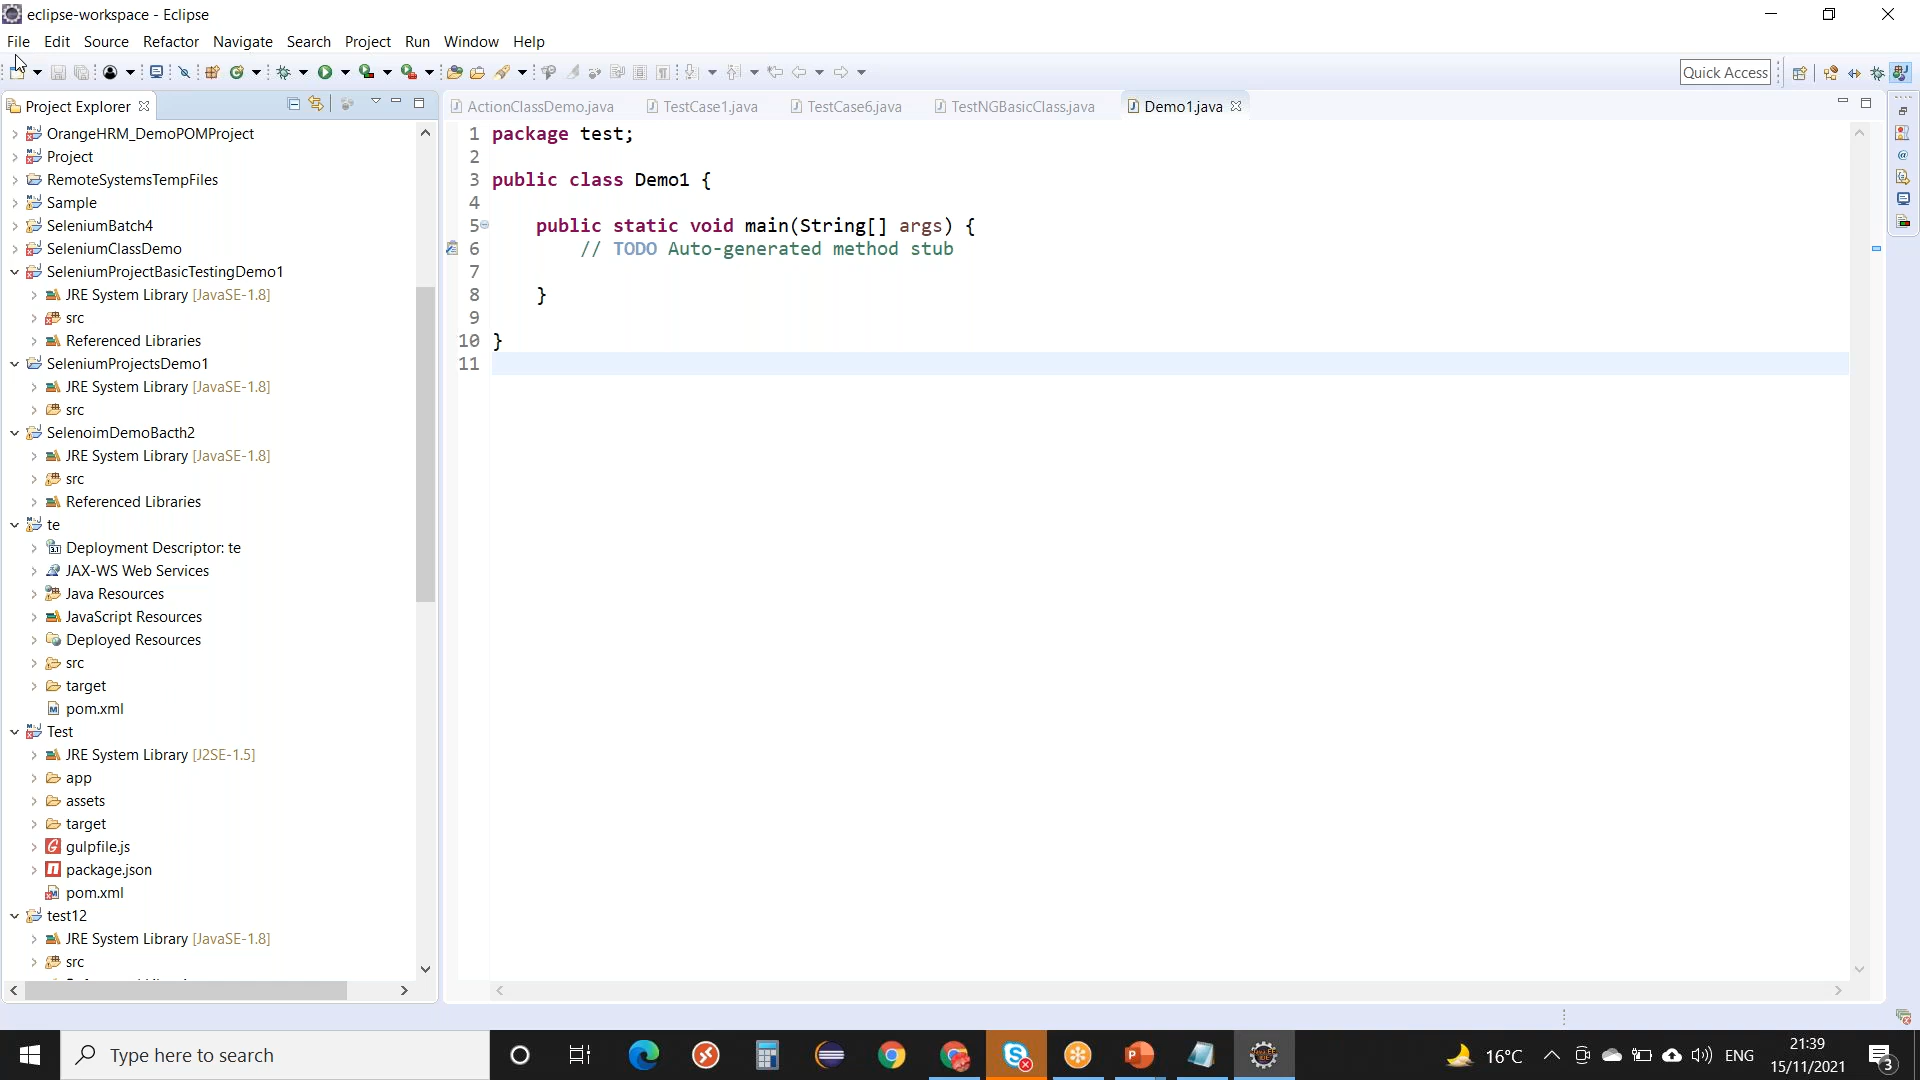 eclipse-workspace - Eclipse
File Edit Source Refactor Navigate Search Project Run Window Help
Quick Access
Project Explorer
ActionClassDemo.java TestCase1.java TestCase6.java TestNGBasicClass.java Demo1.java
OrangeHRM_DemoPOMProject
Project
RemoteSystemsTempFiles
Sample
SeleniumBatch4
SeleniumClassDemo
SeleniumProjectBasicTestingDemo1
JRE System Library [JavaSE-1.8]
src
Referenced Libraries
SeleniumProjectsDemo1
JRE System Library [JavaSE-1.8]
src
SelenoimDemoBacth2
JRE System Library [JavaSE-1.8]
src
Referenced Libraries
te
Deployment Descriptor: te
JAX-WS Web Services
Java Resources
JavaScript Resources
Deployed Resources
src
target
pom.xml
Test
JRE System Library [J2SE-1.5]
app
assets
target
gulpfile.js
package.json
pom.xml
test12
JRE System Library [JavaSE-1.8]
src
1 package test;
2
3 public class Demo1 {
4
5 public static void main(String[] args) {
6 // TODO Auto-generated method stub
7
8 }
9
10 }
11
Type here to search
16°C
ENG
21:39
15/11/2021
3